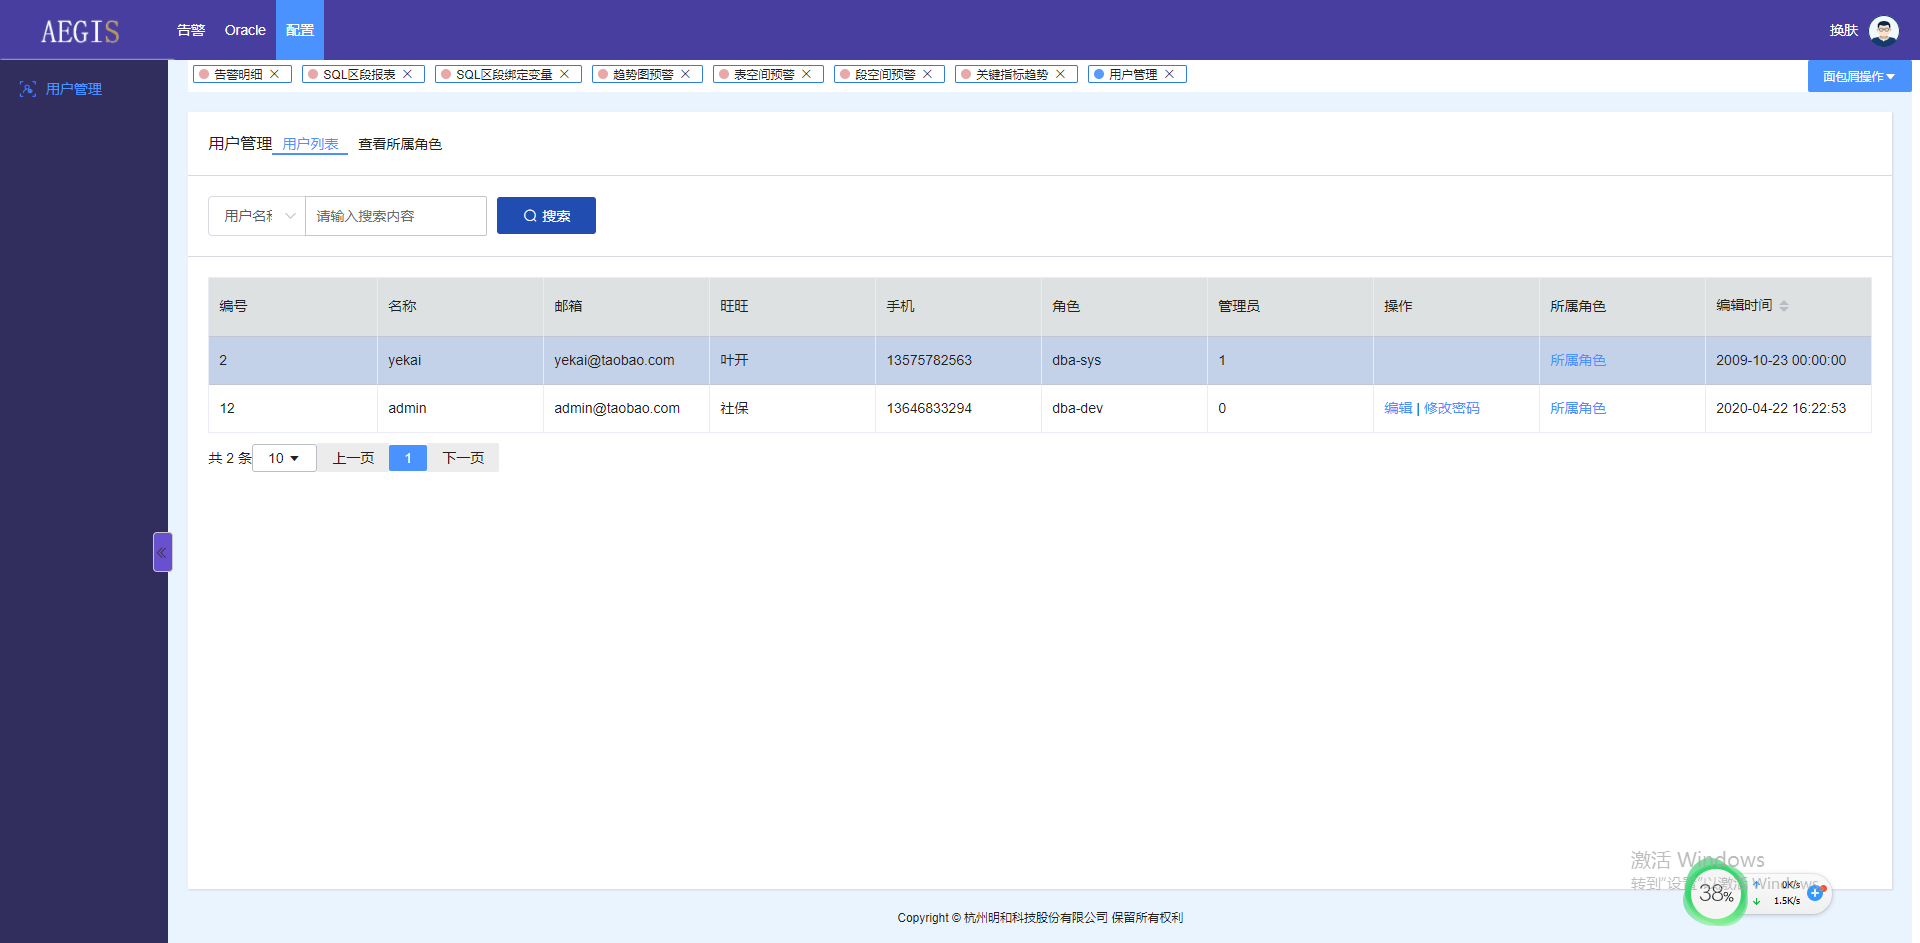 AEGIS 告警 Oracle 配置 换肤
用户管理
告警明细 SQL区段报表 SQL区段绑定变量 趋势图预警 表空间预警 段空间预警 关键指标趋势 用户管理 面包屑操作
用户管理 用户列表 查看所属角色
用户名称 请输入搜索内容 搜索
编号 名称 邮箱 旺旺 手机 角色 管理员 操作 所属角色 编辑时间
2 yekai yekai@taobao.com 叶开 13575782563 dba-sys 1 所属角色 2009-10-23 00:00:00
12 admin admin@taobao.com 社保 13646833294 dba-dev 0 编辑 | 修改密码 所属角色 2020-04-22 16:22:53
共 2 条 10 上一页 1 下一页
激活 Windows
转到"设置"以激活 Windows。
38% 0K/s
1.5K/s
Copyright © 杭州明和科技股份有限公司 保留所有权利